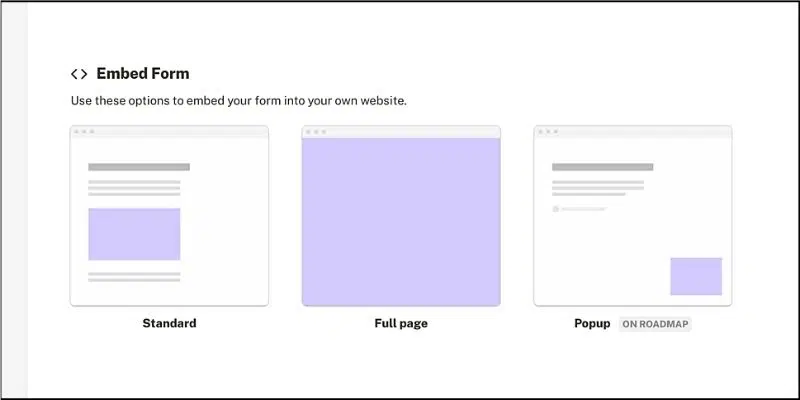 Embed Form
Use these options to embed your form into your own website.
Standard
Full page
Popup ON ROADMAP